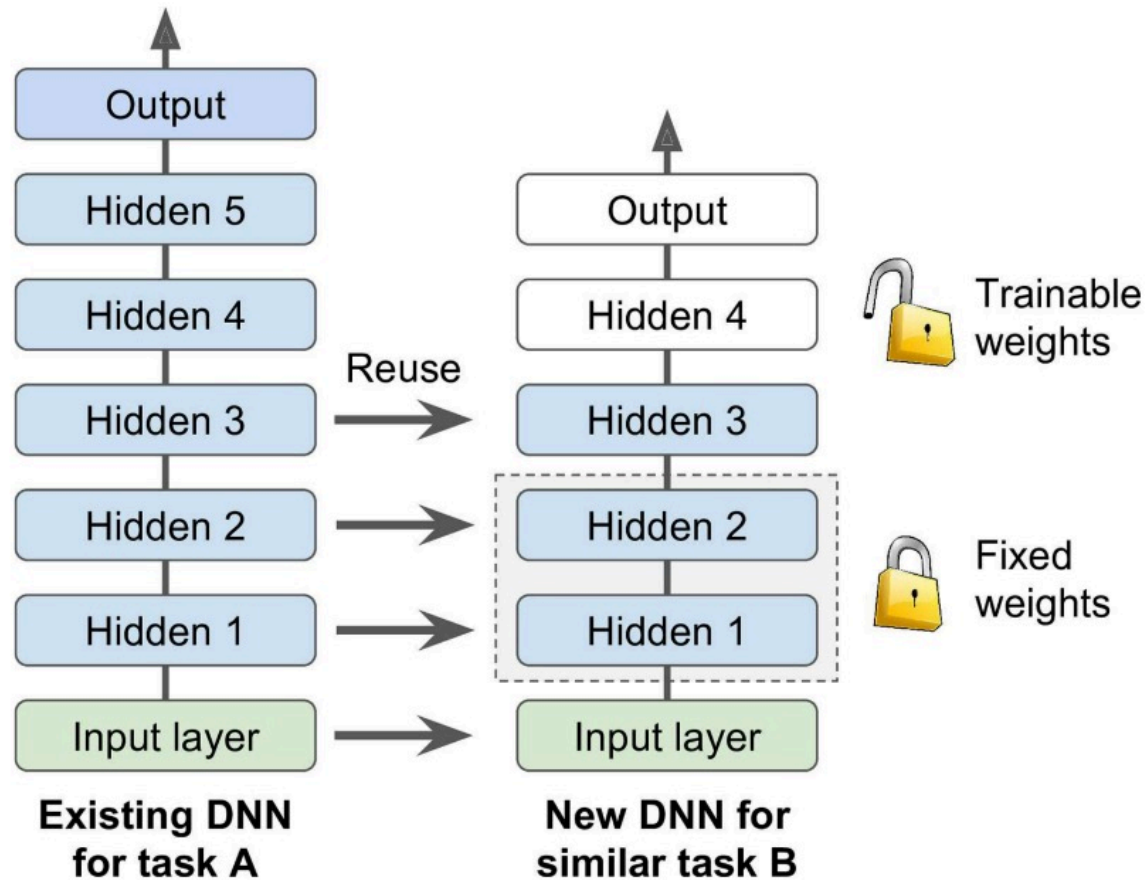 Output
Hidden 5
Hidden 4
Hidden 3
Hidden 2
Hidden 1
Input layer
Existing DNN
for task A
Reuse
Output
Hidden 4
Hidden 3
Hidden 2
Hidden 1
Input layer
New DNN for
similar task B
Trainable
weights
Fixed
weights